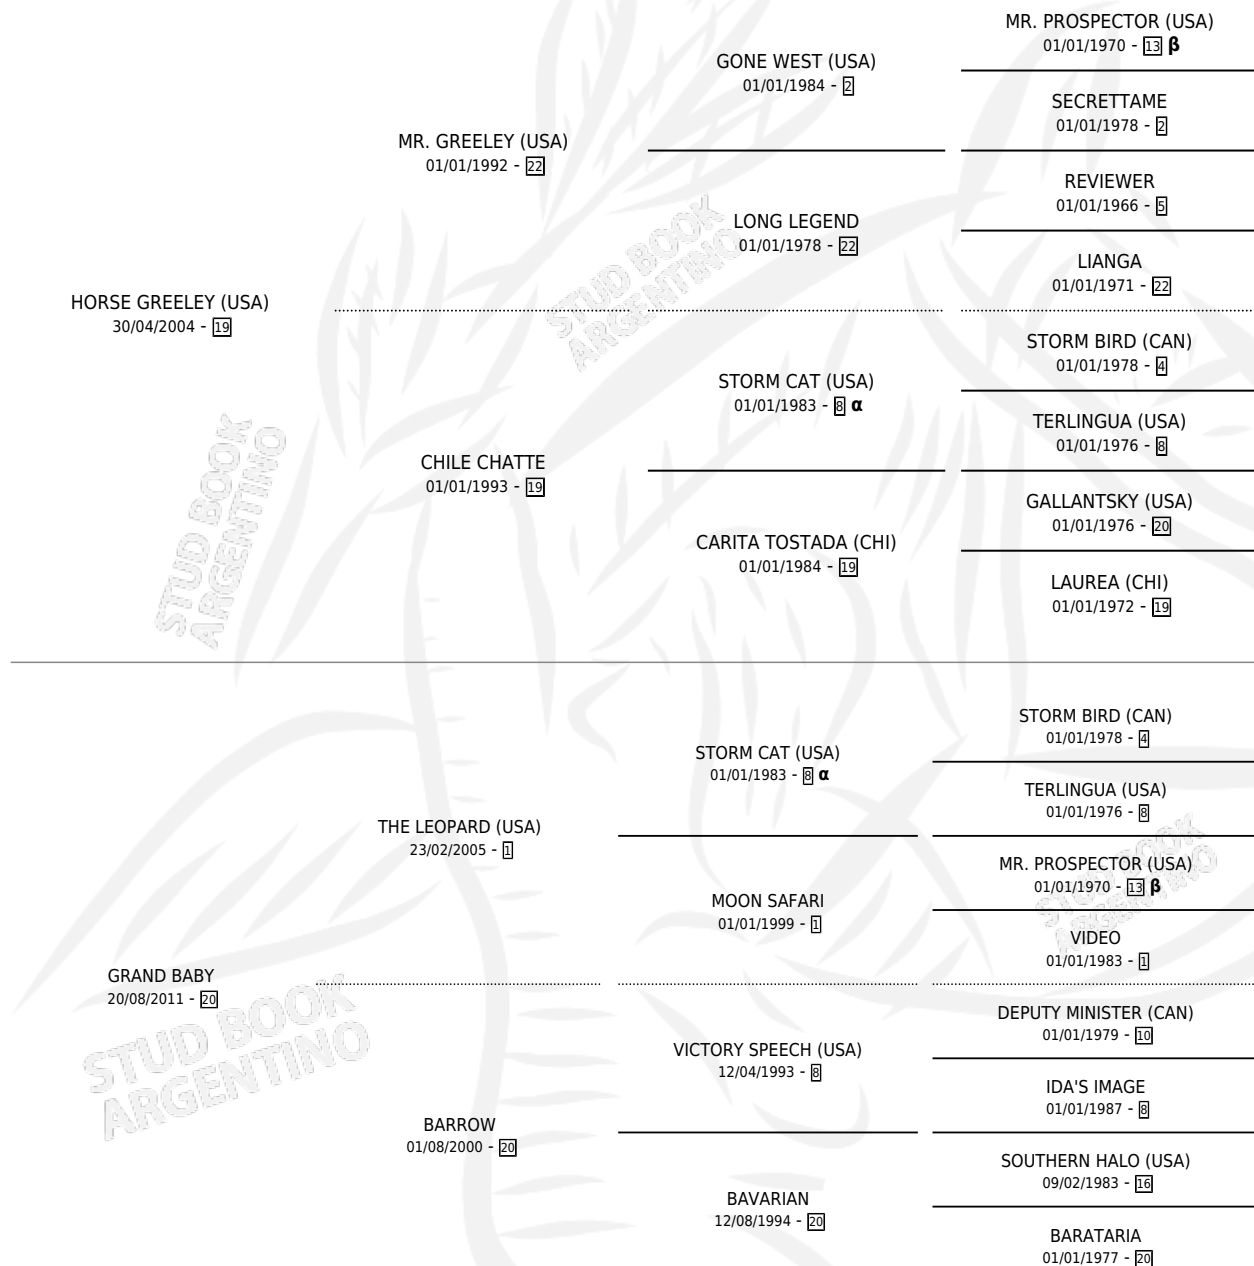 MR. PROSPECTOR (USA)
01/01/1970 - 13 β
GONE WEST (USA)
01/01/1984 - 2
SECRETTAME
01/01/1978 - 2
MR. GREELEY (USA)
01/01/1992 - 22
REVIEWER
01/01/1966 - 5
LONG LEGEND
01/01/1978 - 22
LIANGA
01/01/1971 - 22
HORSE GREELEY (USA)
30/04/2004 - 19
STORM BIRD (CAN)
01/01/1978 - 4
STORM CAT (USA)
01/01/1983 - 8 α
TERLINGUA (USA)
01/01/1976 - 8
CHILE CHATTE
01/01/1993 - 19
GALLANTSKY (USA)
01/01/1976 - 20
CARITA TOSTADA (CHI)
01/01/1984 - 19
LAUREA (CHI)
01/01/1972 - 19
STORM BIRD (CAN)
01/01/1978 - 4
STORM CAT (USA)
01/01/1983 - 8 α
TERLINGUA (USA)
01/01/1976 - 8
THE LEOPARD (USA)
23/02/2005 - 1
MR. PROSPECTOR (USA)
01/01/1970 - 13 β
MOON SAFARI
01/01/1999 - 1
VIDEO
01/01/1983 - 1
GRAND BABY
20/08/2011 - 20
DEPUTY MINISTER (CAN)
01/01/1979 - 10
VICTORY SPEECH (USA)
12/04/1993 - 8
IDA'S IMAGE
01/01/1987 - 8
BARROW
01/08/2000 - 20
SOUTHERN HALO (USA)
09/02/1983 - 16
BAVARIAN
12/08/1994 - 20
BARATARIA
01/01/1977 - 20
STUD BOOK
ARGENTINO
STUD BOOK
ARGENTINO
STUD BOOK
ARGENTINO
STUD BOOK
ARGENTINO